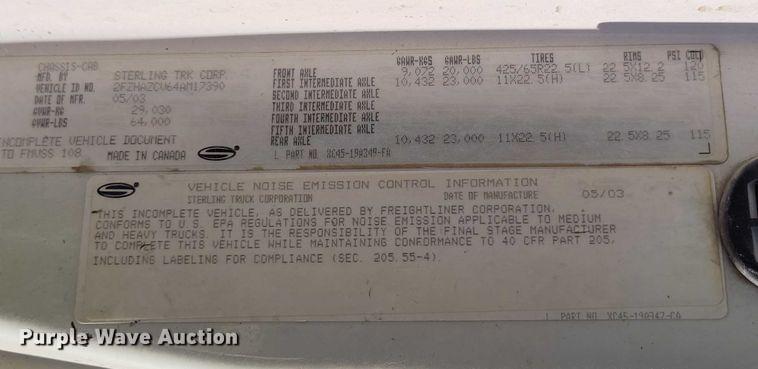 CHASSIS-CAB
MFD. BY STERLING TRK CORP.
VEHICLE ID NO. 2FZHAZCV64AM17390
DATE OF MFR. 05/03
GVWR-KG 29,030
GVWR-LBS 64,000
INCOMPLETE VEHICLE DOCUMENT
TO FMVSS 108. MADE IN CANADA
GAWR-KGS GAWR-LBS TIRES RIMS PSI COLD
FRONT AXLE 9,072 20,000 425/65R22.5(L) 22.5X12.2 120
FIRST INTERMEDIATE AXLE 10,432 23,000 11X22.5(H) 22.5X8.25 115
SECOND INTERMEDIATE AXLE
THIRD INTERMEDIATE AXLE
FOURTH INTERMEDIATE AXLE
FIFTH INTERMEDIATE AXLE
REAR AXLE 10,432 23,000 11X22.5(H) 22.5X8.25 115
PART NO. XC45-19A349-FA
VEHICLE NOISE EMISSION CONTROL INFORMATION
STERLING TRUCK CORPORATION DATE OF MANUFACTURE 05/03
THIS INCOMPLETE VEHICLE, AS DELIVERED BY FREIGHTLINER CORPORATION,
CONFORMS TO U.S. EPA REGULATIONS FOR NOISE EMISSION APPLICABLE TO MEDIUM
AND HEAVY TRUCKS. IT IS THE RESPONSIBILITY OF THE FINAL STAGE MANUFACTURER
TO COMPLETE THIS VEHICLE WHILE MAINTAINING CONFORMANCE TO 40 CFR PART 205,
INCLUDING LABELING FOR COMPLIANCE (SEC. 205.55-4).
PART NO. XC45-19A347-CA
Purple Wave Auction